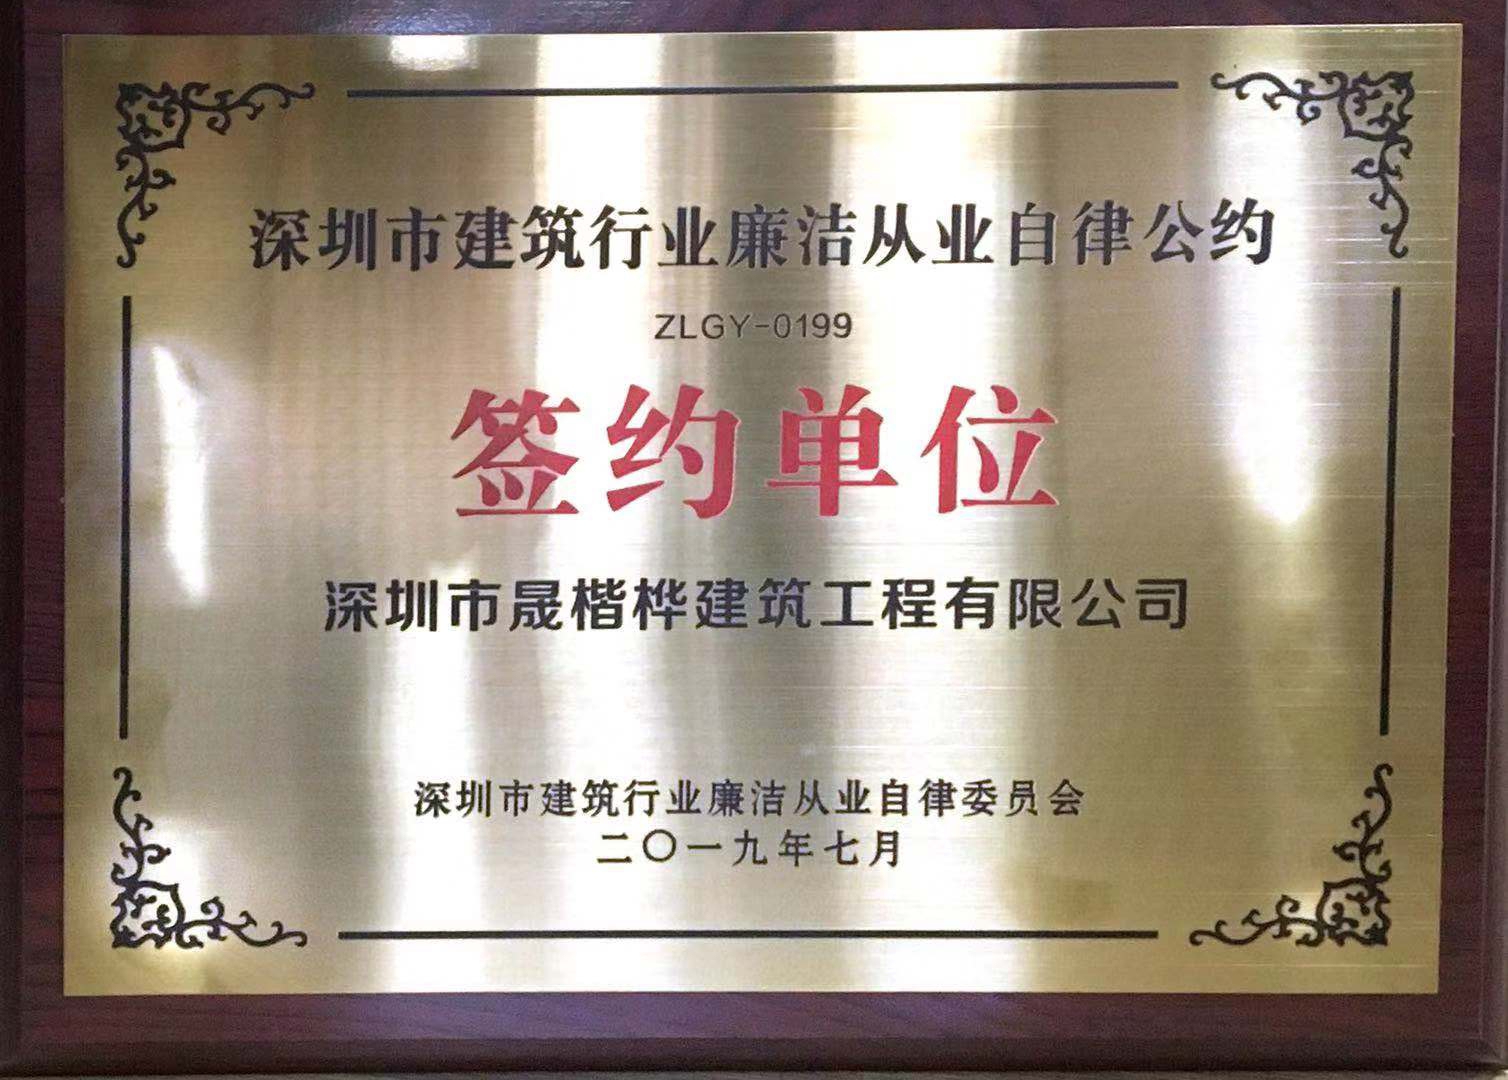 深圳市建筑行业廉洁从业自律公约
ZLGY-0199
签约单位
深圳市晟楷桦建筑工程有限公司
深圳市建筑行业廉洁从业自律委员会
二〇一九年七月